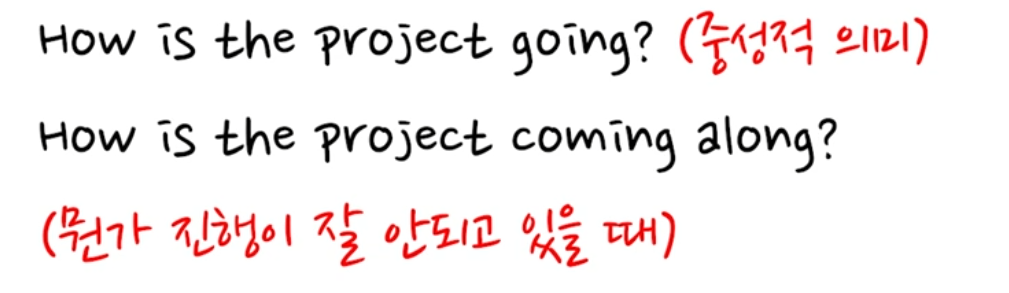 How is the project going? (중성적 의미)
How is the project coming along?
(뭔가 진행이 잘 안되고 있을 때)